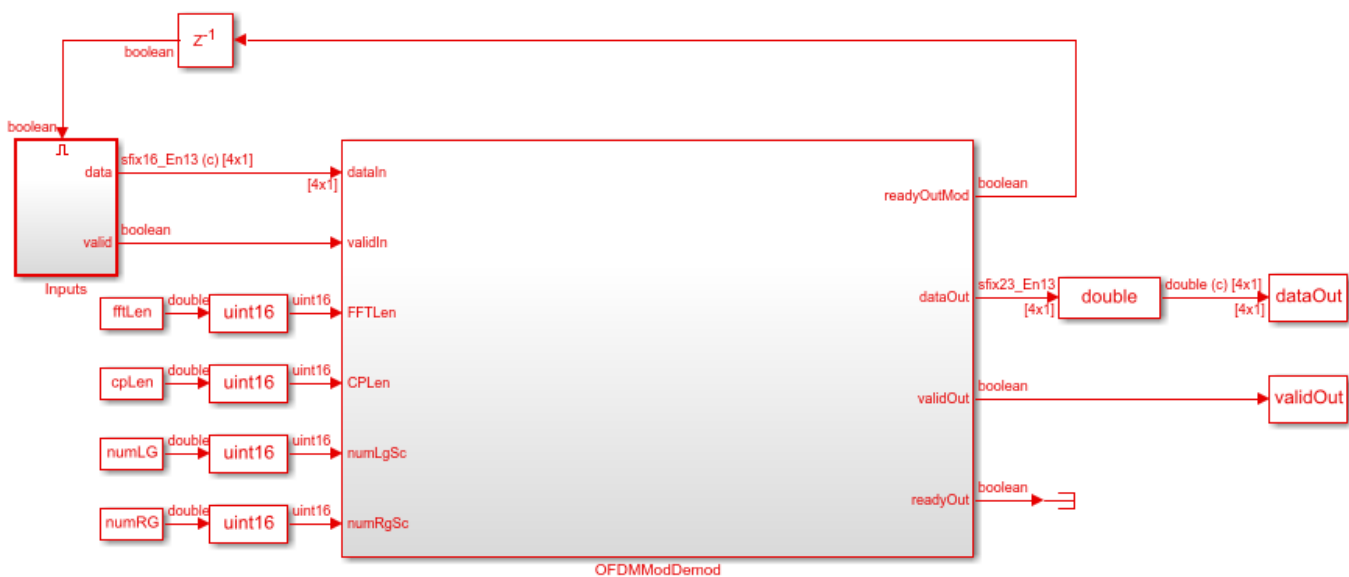 z-1
boolean
boolean
data
sfix16_En13 (c) [4x1]
[4x1]
dataIn
readyOutMod
boolean
valid
boolean
validIn
Inputs
fftLen
double
uint16
uint16
FFTLen
dataOut
sfix23_En13
[4x1]
double
double (c) [4x1]
[4x1]
dataOut
cpLen
double
uint16
uint16
CPLen
validOut
boolean
validOut
numLG
double
uint16
uint16
numLgSc
readyOut
boolean
numRG
double
uint16
uint16
numRgSc
OFDMModDemod